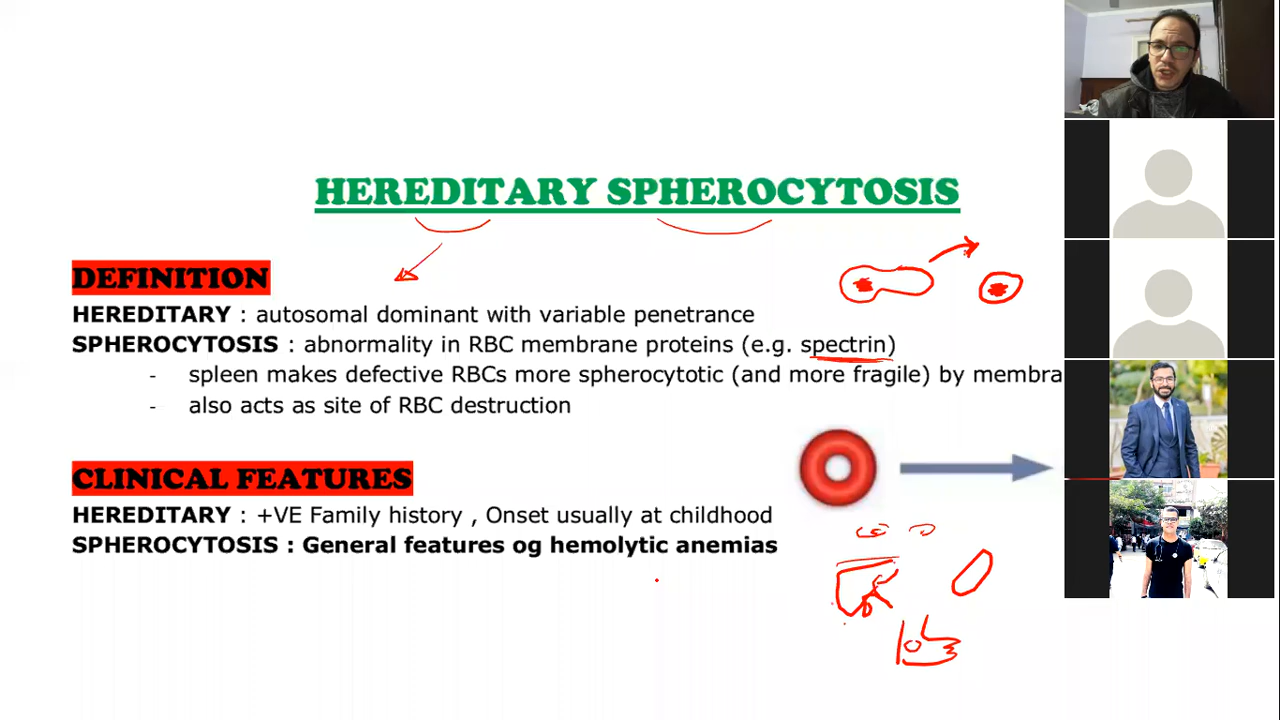 HEREDITARY SPHEROCYTOSIS
DEFINITION
HEREDITARY : autosomal dominant with variable penetrance
SPHEROCYTOSIS : abnormality in RBC membrane proteins (e.g. spectrin)
- spleen makes defective RBCs more spherocytotic (and more fragile) by membra
- also acts as site of RBC destruction
CLINICAL FEATURES
HEREDITARY : +VE Family history , Onset usually at childhood
SPHEROCYTOSIS : General features og hemolytic anemias